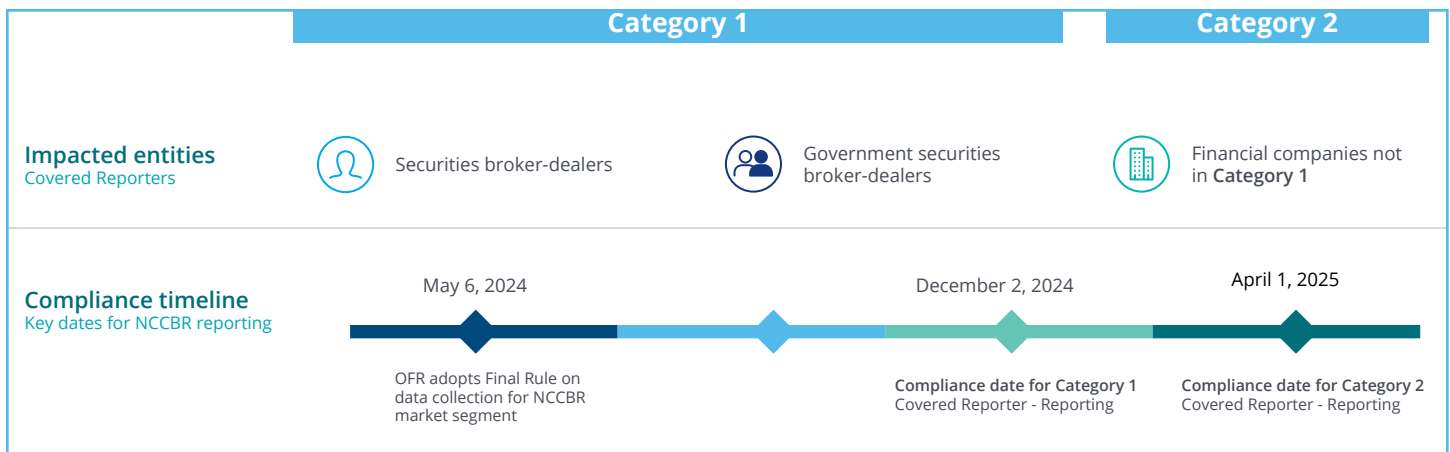 Category 1
Category 2
Impacted entities
Covered Reporters
Securities broker-dealers
Government securities
broker-dealers
Financial companies not
in Category 1
Compliance timeline
Key dates for NCCBR reporting
May 6, 2024
December 2, 2024
April 1, 2025
OFR adopts Final Rule on
data collection for NCCBR
market segment
Compliance date for Category 1
Covered Reporter - Reporting
Compliance date for Category 2
Covered Reporter - Reporting